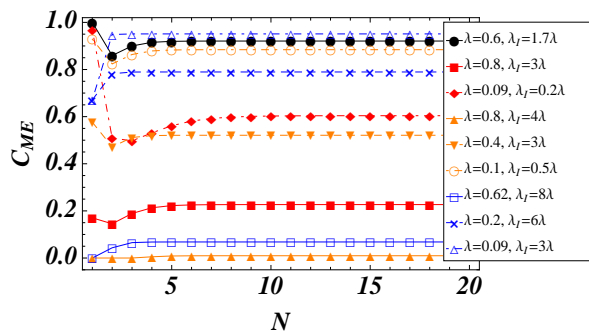 1.0
0.8
0.6
0.4
0.2
0.0
C_ME
5
10
15
20
N
λ=0.6, λ_I=1.7λ
λ=0.8, λ_I=3λ
λ=0.09, λ_I=0.2λ
λ=0.8, λ_I=4λ
λ=0.4, λ_I=3λ
λ=0.1, λ_I=0.5λ
λ=0.62, λ_I=8λ
λ=0.2, λ_I=6λ
λ=0.09, λ_I=3λ